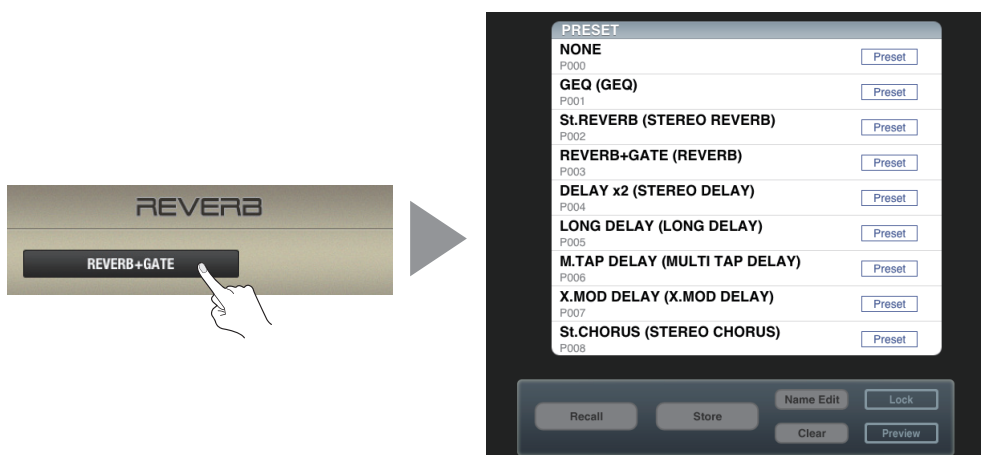 REVERB
REVERB+GATE
PRESET
NONE
P000
Preset
GEQ (GEQ)
P001
Preset
St.REVERB (STEREO REVERB)
P002
Preset
REVERB+GATE (REVERB)
P003
Preset
DELAY x2 (STEREO DELAY)
P004
Preset
LONG DELAY (LONG DELAY)
P005
Preset
M.TAP DELAY (MULTI TAP DELAY)
P006
Preset
X.MOD DELAY (X.MOD DELAY)
P007
Preset
St.CHORUS (STEREO CHORUS)
P008
Preset
Recall
Store
Name Edit
Lock
Clear
Preview